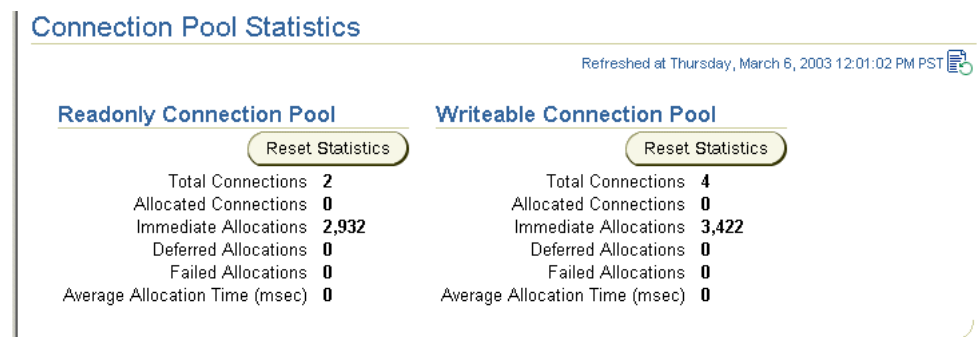 Connection Pool Statistics
Refreshed at Thursday, March 6, 2003 12:01:02 PM PST
Readonly Connection Pool
Reset Statistics
Total Connections 2
Allocated Connections 0
Immediate Allocations 2,932
Deferred Allocations 0
Failed Allocations 0
Average Allocation Time (msec) 0
Writeable Connection Pool
Reset Statistics
Total Connections 4
Allocated Connections 0
Immediate Allocations 3,422
Deferred Allocations 0
Failed Allocations 0
Average Allocation Time (msec) 0